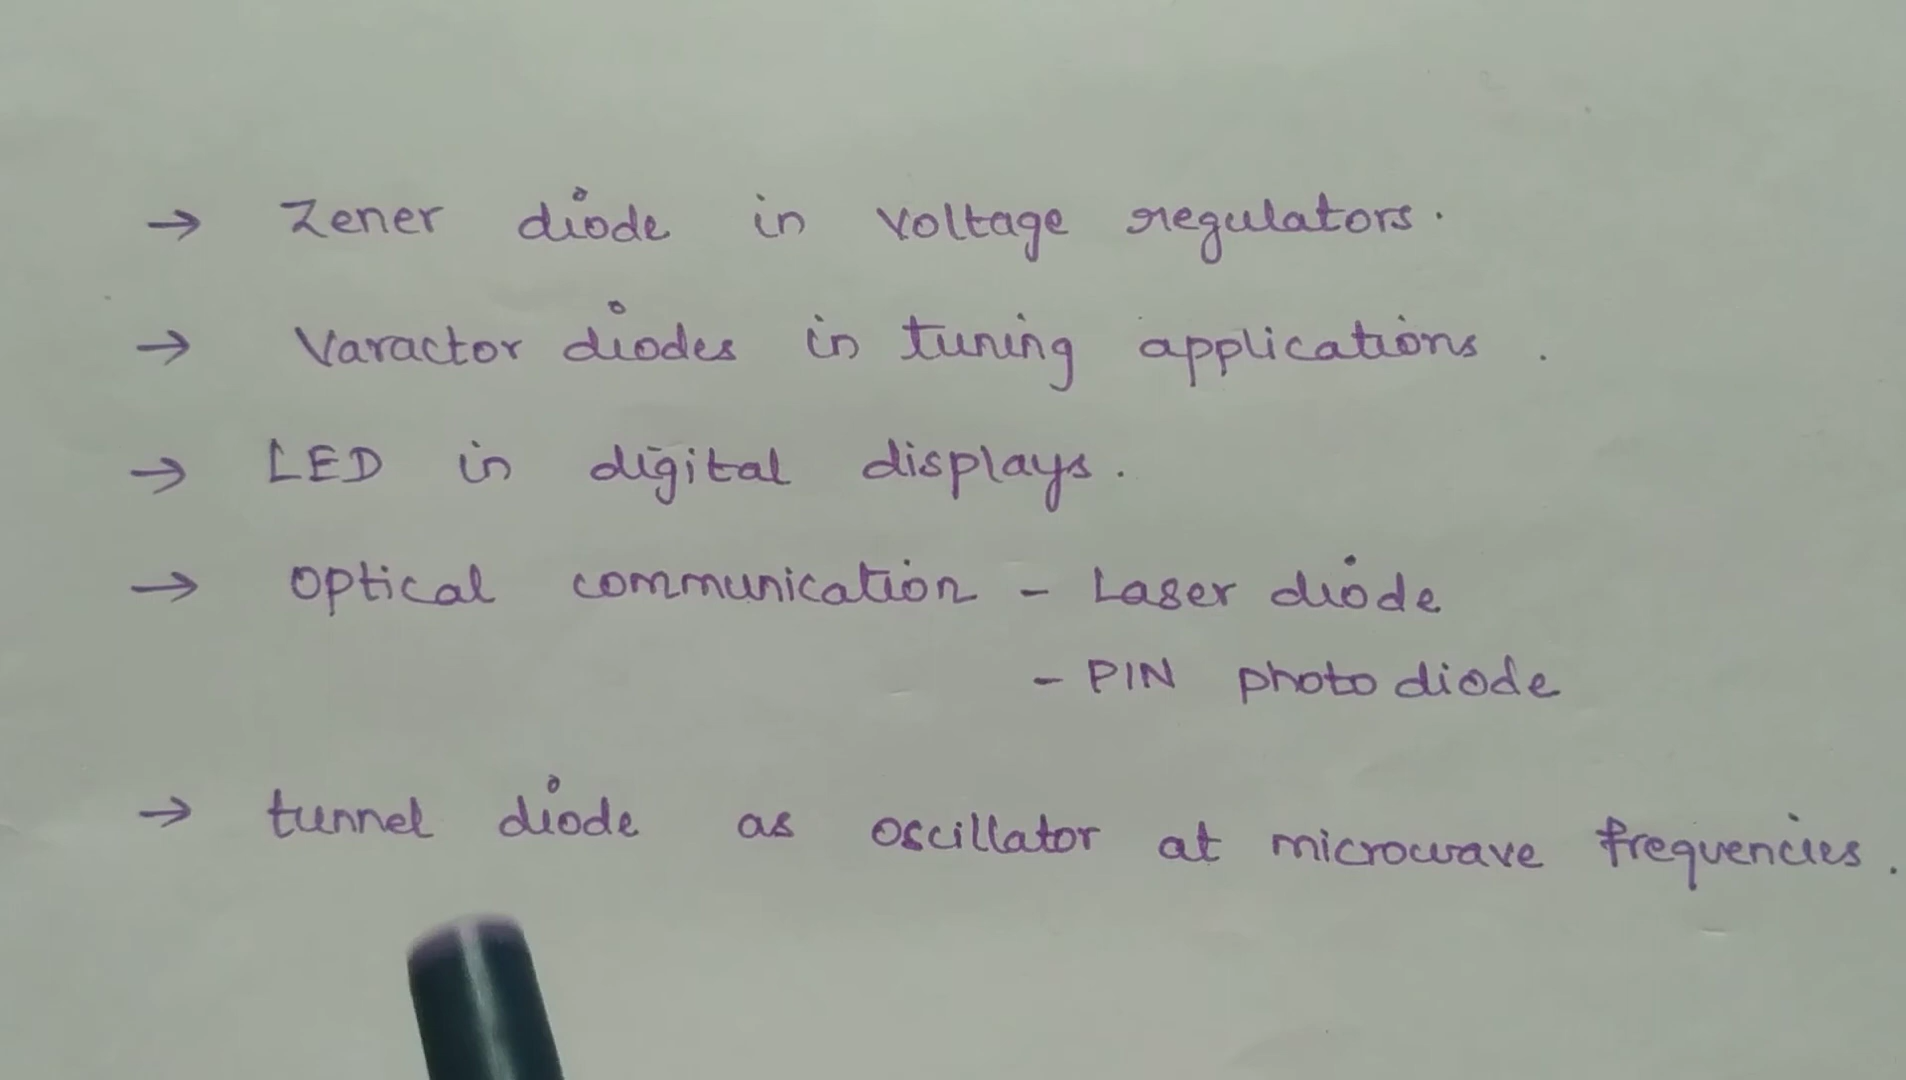 → Zener diode in voltage regulators.
→ Varactor diodes in tuning applications.
→ LED in digital displays.
→ Optical communication - Laser diode
- PIN photo diode
→ tunnel diode as oscillator at microwave frequencies.